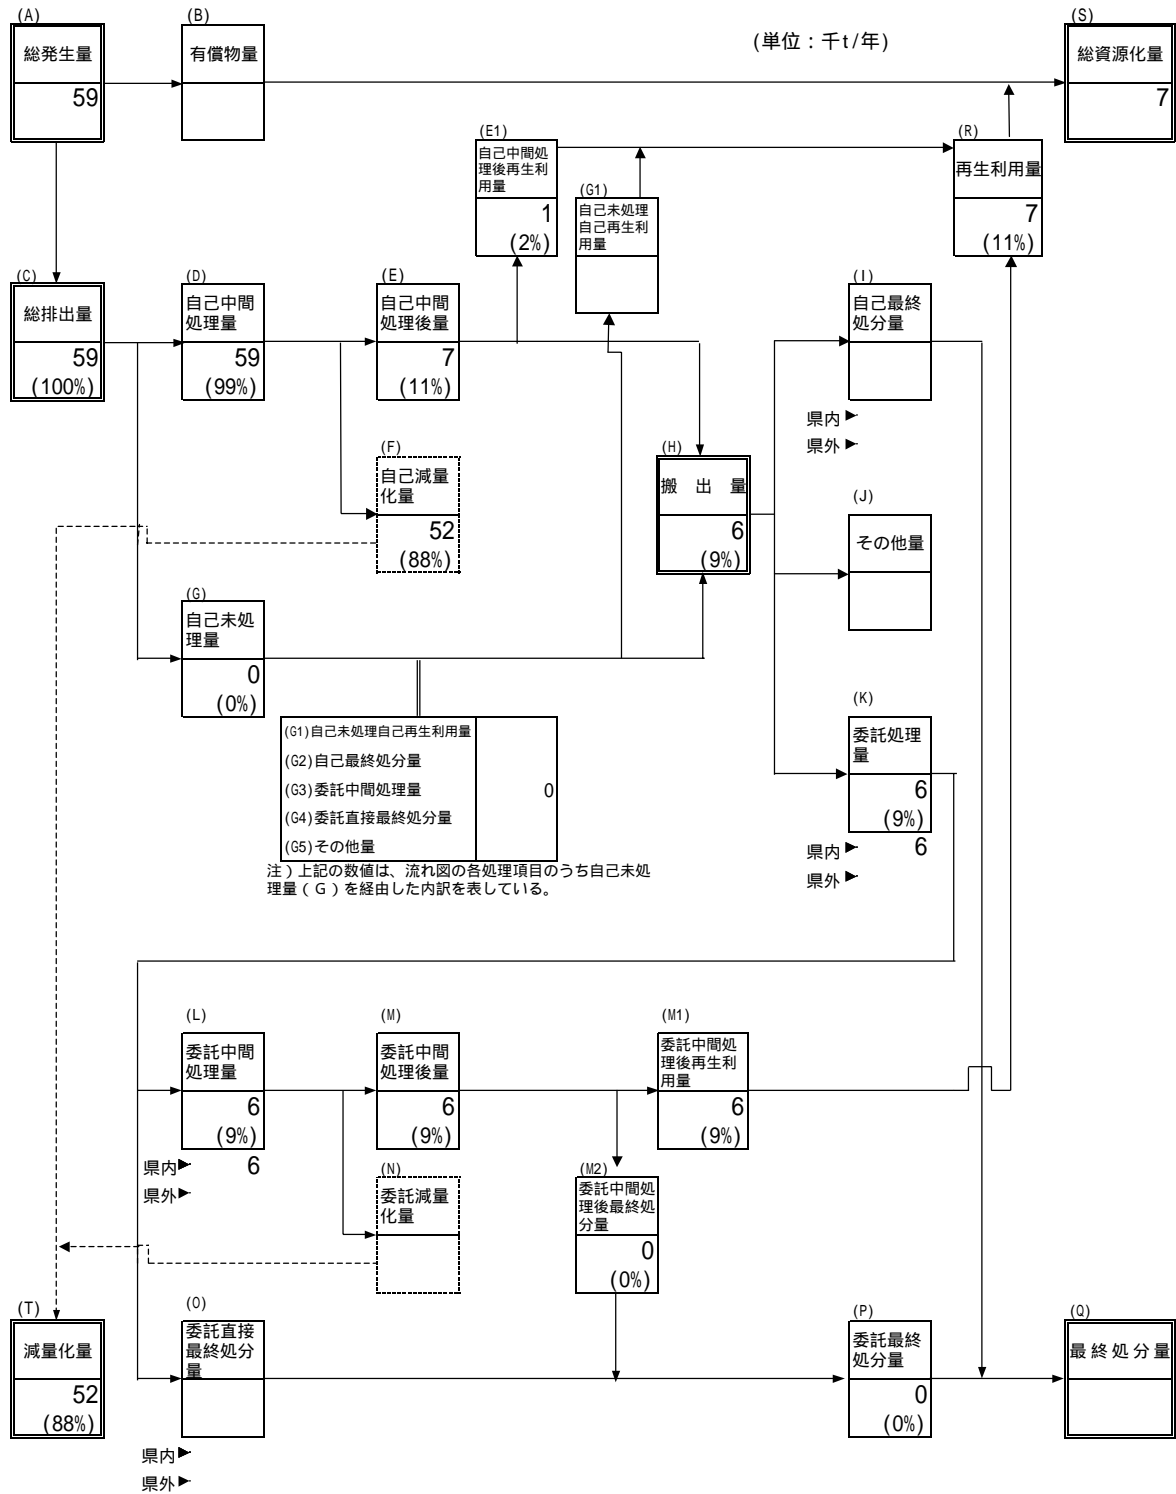 (A)
総発生量
59
(B)
有償物量
(単位：千t/年)
(S)
総資源化量
7
(E1)
自己中間処
理後再生利
用量
1
(2%)
(G1)
自己未処理
自己再生利
用量
(R)
再生利用量
7
(11%)
(C)
総排出量
59
(100%)
(D)
自己中間
処理量
59
(99%)
(E)
自己中間
処理後量
7
(11%)
(I)
自己最終
処分量
県内
県外
(F)
自己減量
化量
52
(88%)
(H)
搬 出 量
6
(9%)
(J)
その他量
(G)
自己未処
理量
0
(0%)
(G1)自己未処理自己再生利用量
(G2)自己最終処分量
(G3)委託中間処理量 0
(G4)委託直接最終処分量
(G5)その他量
注）上記の数値は、流れ図の各処理項目のうち自己未処
理量（G）を経由した内訳を表している。
(K)
委託処理
量
6
(9%)
県内 6
県外
(L)
委託中間
処理量
6
(9%)
県内 6
県外
(M)
委託中間
処理後量
6
(9%)
(M1)
委託中間処
理後再生利
用量
6
(9%)
(N)
委託減量
化量
(M2)
委託中間処
理後最終処
分量
0
(0%)
(T)
減量化量
52
(88%)
(O)
委託直接
最終処分
量
県内
県外
(P)
委託最終
処分量
0
(0%)
(Q)
最終処分量